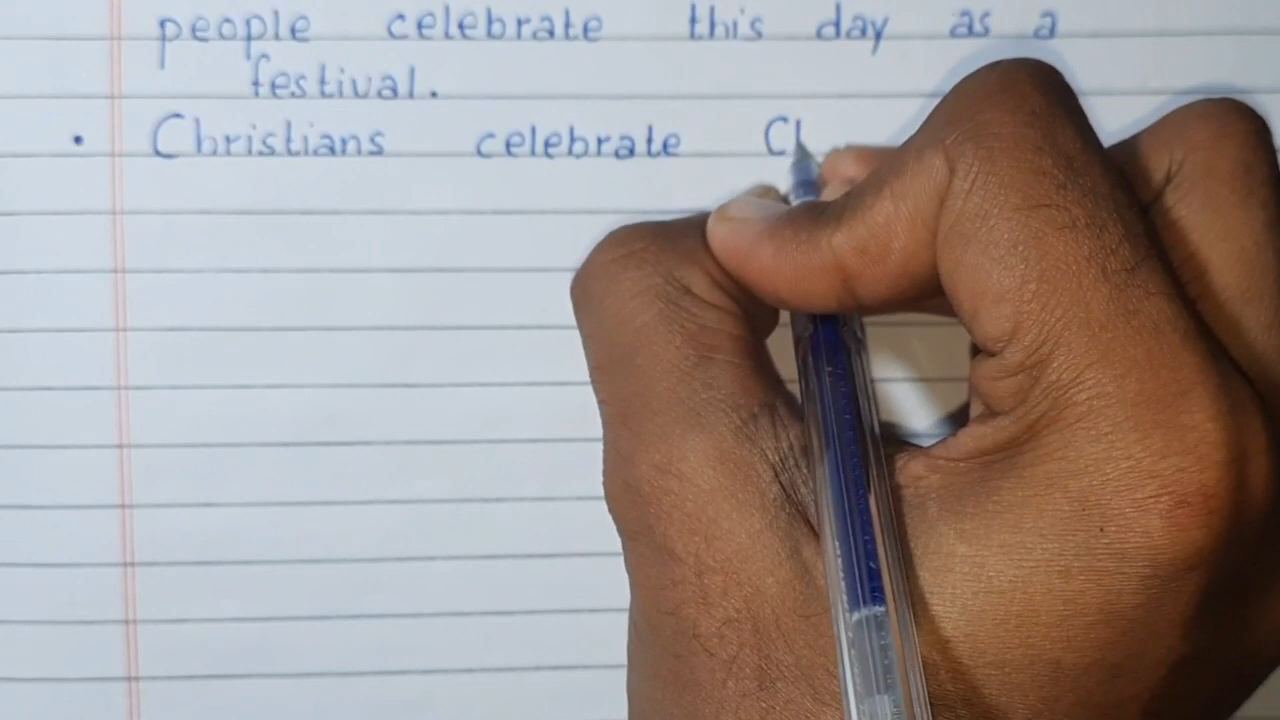 people celebrate this day as a
festival.
• Christians celebrate